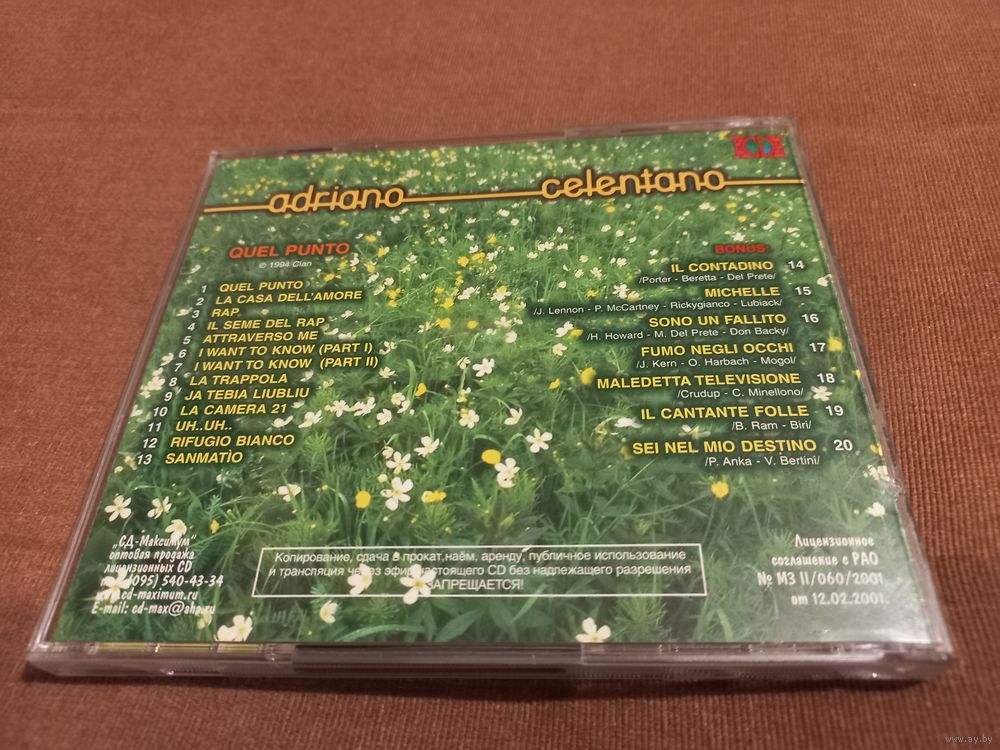 adriano celentano
CD
QUEL PUNTO
© 1994 Clan
1 QUEL PUNTO
2 LA CASA DELL'AMORE
3 RAP
4 IL SEME DEL RAP
5 ATTRAVERSO ME
6 I WANT TO KNOW (PART I)
7 I WANT TO KNOW (PART II)
8 LA TRAPPOLA
9 JA TEBIA LIUBLIU
10 LA CAMERA 21
11 UH..UH..
12 RIFUGIO BIANCO
13 SANMATÌO
BONUS:
IL CONTADINO 14
/Porter - Beretta - Del Prete/
MICHELLE 15
/J. Lennon - P. McCartney - Rickygianco - Lubiack/
SONO UN FALLITO 16
/H. Howard - M. Del Prete - Don Backy/
FUMO NEGLI OCCHI 17
/J. Kern - O. Harbach - Mogol/
MALEDETTA TELEVISIONE 18
/Crudup - C. Minellono/
IL CANTANTE FOLLE 19
/B. Ram - Biri/
SEI NEL MIO DESTINO 20
/P. Anka - V. Bertini/
„СД-Максимум"
оптовая продажа
лицензионных CD
(095) 540-43-34
www.cd-maximum.ru
E-mail: cd-max@aha.ru
Копирование, сдача в прокат,наём, аренду, публичное использование
и трансляция через эфир настоящего CD без надлежащего разрешения
ЗАПРЕЩАЕТСЯ!
Лицензионное
соглашение с РАО
№ МЗ II/060/2001
от 12.02.2001.
www.ay.by